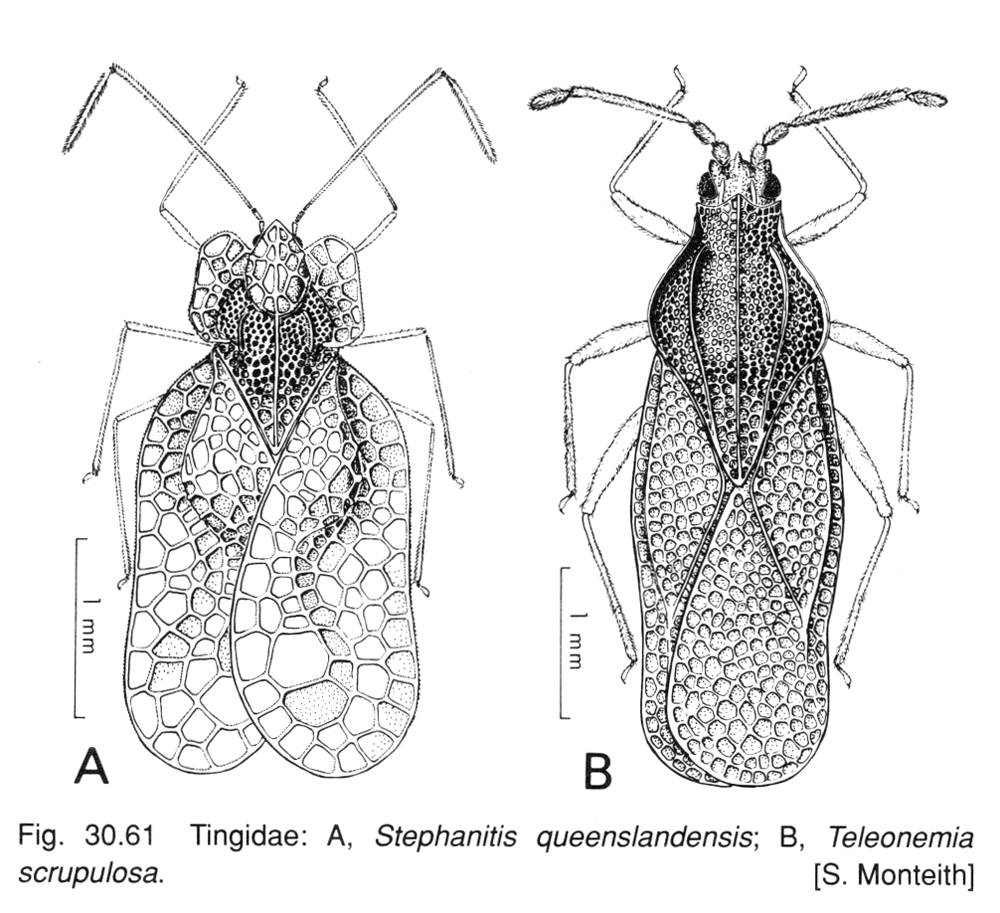 1 mm
1 mm
A
B
Fig. 30.61 Tingidae: A, Stephanitis queenslandensis; B, Teleonemia
scrupulosa. [S. Monteith]